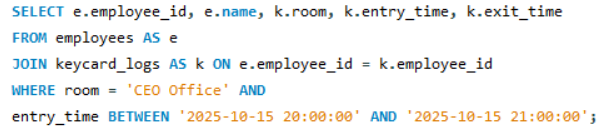 SELECT e.employee_id, e.name, k.room, k.entry_time, k.exit_time
FROM employees AS e
JOIN keycard_logs AS k ON e.employee_id = k.employee_id
WHERE room = 'CEO Office' AND
entry_time BETWEEN '2025-10-15 20:00:00' AND '2025-10-15 21:00:00';